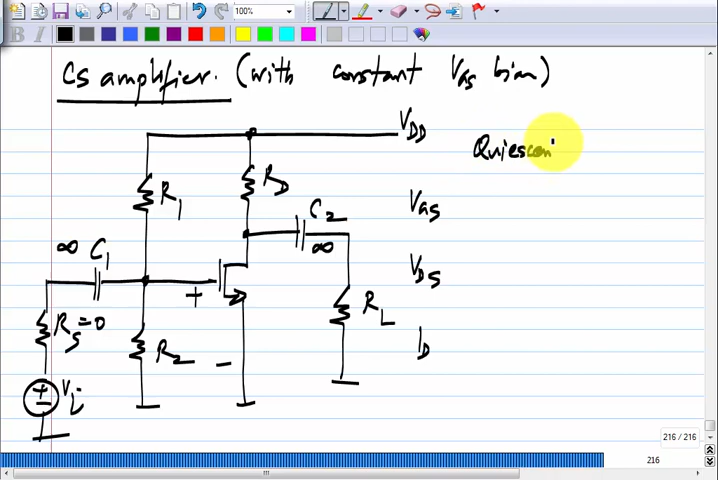 100%
B I
CS amplifier. (with constant VGS bias)
VDD
Quiescen
R1
RD
C2
VGS
∞ C1
∞
VDS
+
RS=0
RL
R2
ID
-
+
-
Vi
216 / 216
216